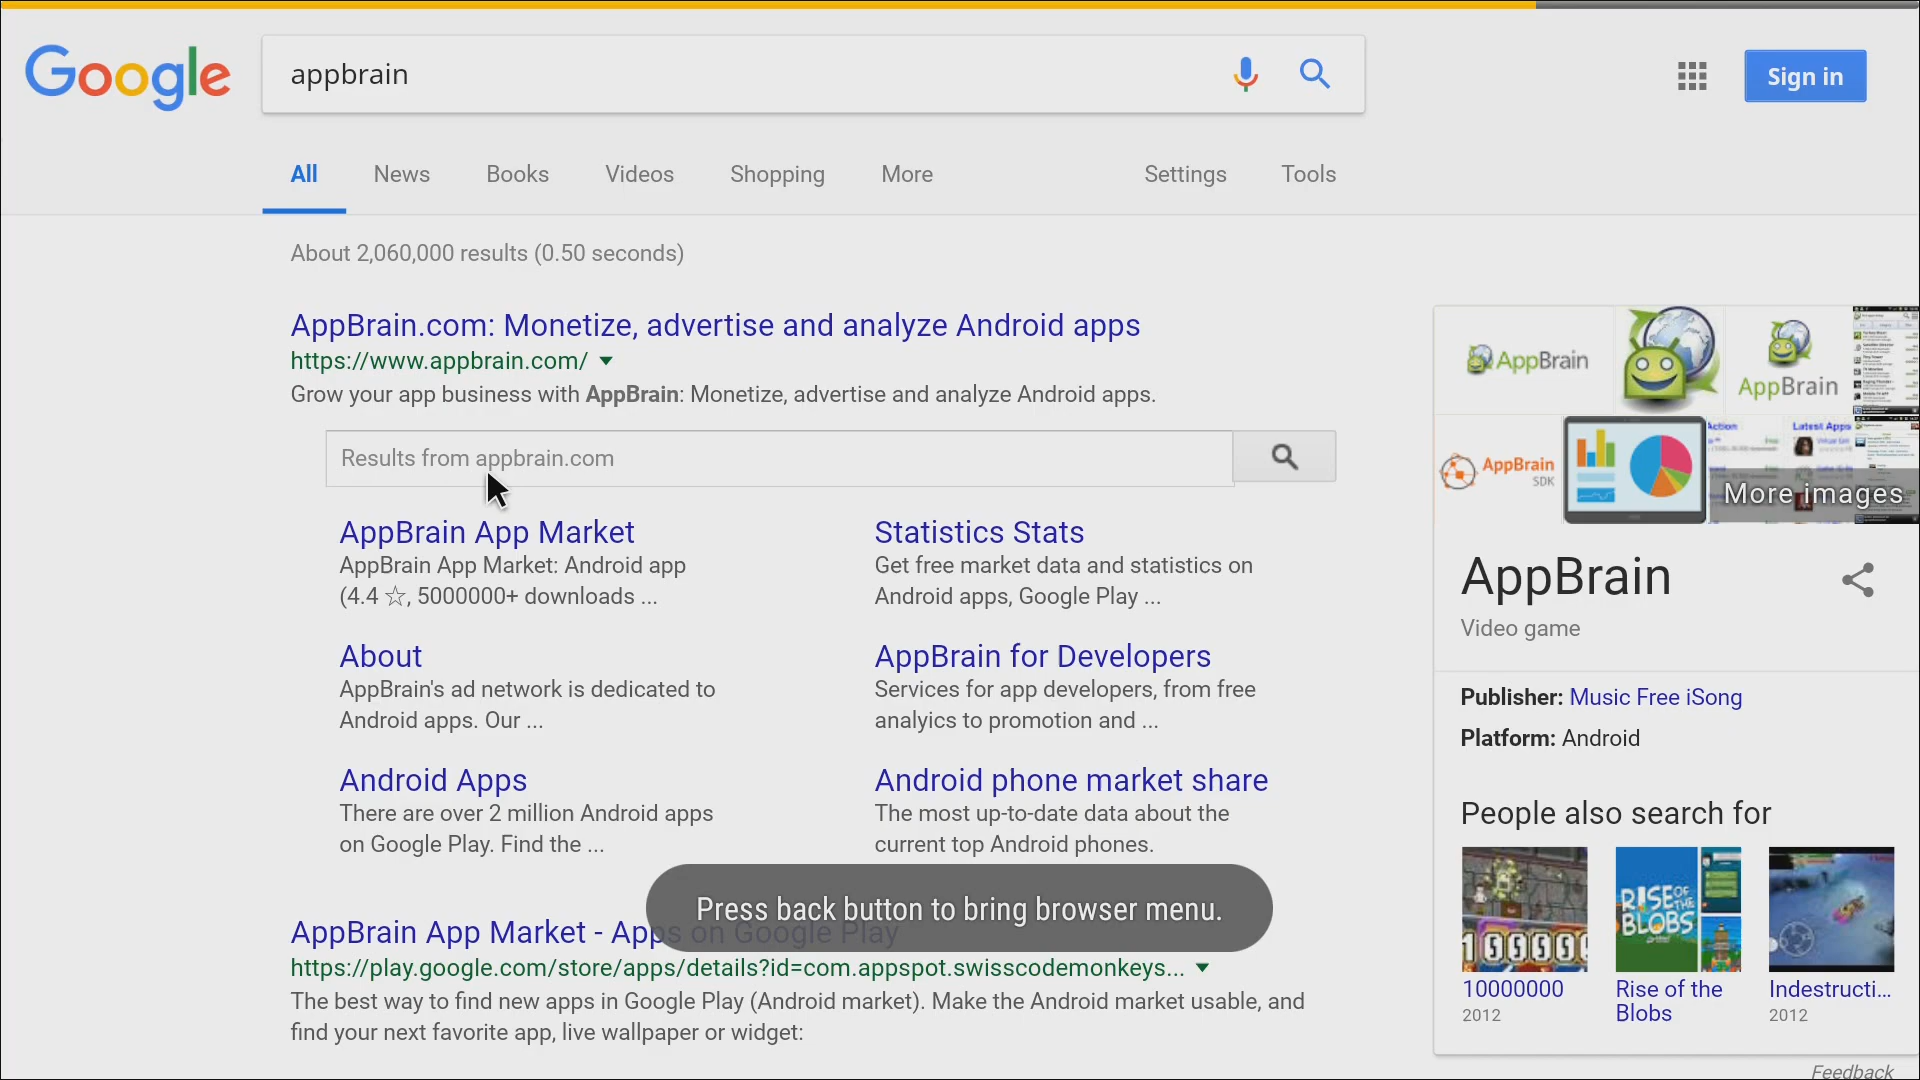 Google
appbrain
Sign in
All News Books Videos Shopping More Settings Tools
About 2,060,000 results (0.50 seconds)
AppBrain.com: Monetize, advertise and analyze Android apps
https://www.appbrain.com/
Grow your app business with AppBrain: Monetize, advertise and analyze Android apps.
Results from appbrain.com
AppBrain App Market
AppBrain App Market: Android app
(4.4 ☆, 5000000+ downloads ...
Statistics Stats
Get free market data and statistics on
Android apps, Google Play ...
About
AppBrain's ad network is dedicated to
Android apps. Our ...
AppBrain for Developers
Services for app developers, from free
analyics to promotion and ...
Android Apps
There are over 2 million Android apps
on Google Play. Find the ...
Android phone market share
The most up-to-date data about the
current top Android phones.
Press back button to bring browser menu.
AppBrain App Market - Apps on Google Play
https://play.google.com/store/apps/details?id=com.appspot.swisscodemonkeys...
The best way to find new apps in Google Play (Android market). Make the Android market usable, and
find your next favorite app, live wallpaper or widget:
AppBrain
AppBrain
AppBrain
SDK
Action
Latest Apps
More images
AppBrain
Video game
Publisher: Music Free iSong
Platform: Android
People also search for
RISE OF
THE
BLOBS
10000000
2012
Rise of the
Blobs
Indestructi...
2012
Feedback